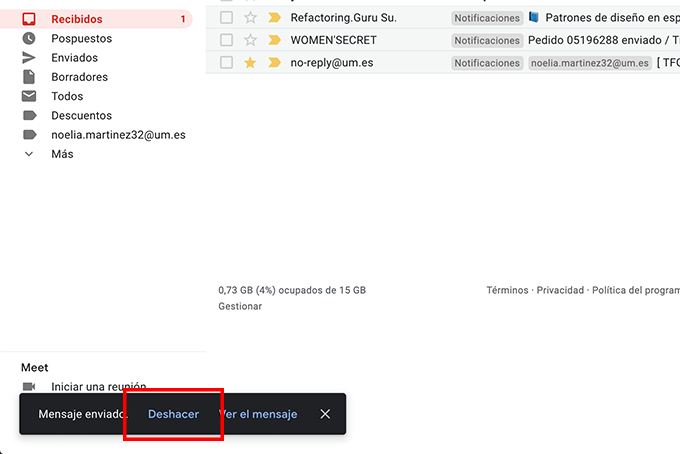 Recibidos 1
Pospuestos
Enviados
Borradores
Todos
Descuentos
noelia.martinez32@um.es
Más
Refactoring.Guru Su. Notificaciones Patrones de diseño en esp
WOMEN'SECRET Notificaciones Pedido 05196288 enviado / T
no-reply@um.es Notificaciones noelia.martinez32@um.es [ TFG
0,73 GB (4%) ocupados de 15 GB
Gestionar
Términos · Privacidad · Política del program
Meet
Iniciar una reunión
Mensaje enviado. Deshacer Ver el mensaje